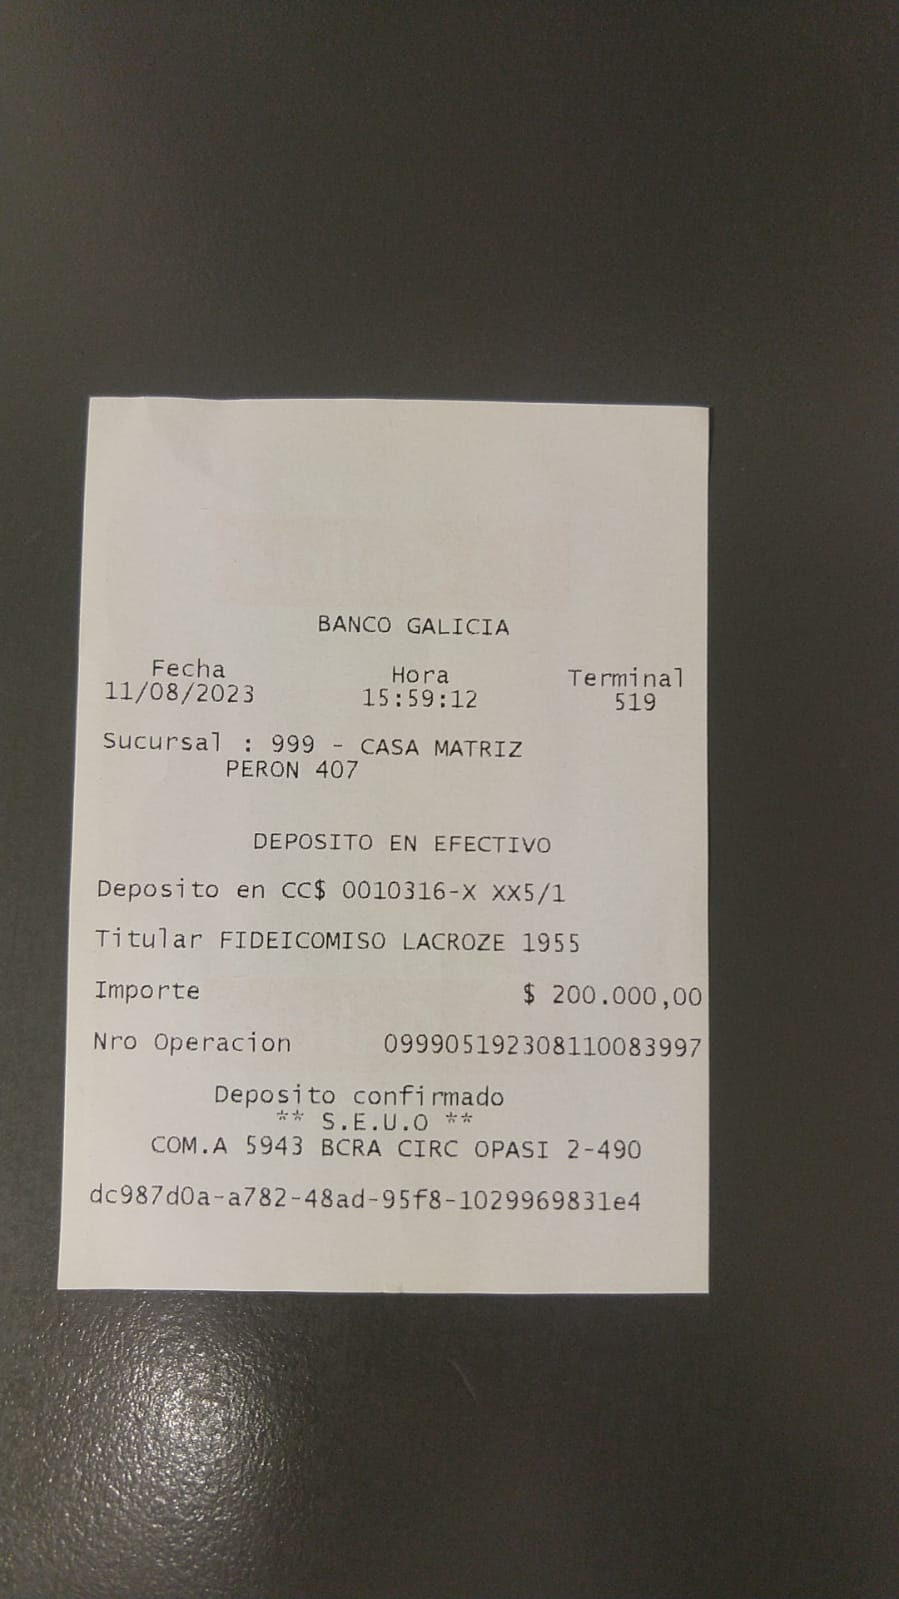 BANCO GALICIA
Fecha Hora Terminal
11/08/2023 15:59:12 519
Sucursal : 999 - CASA MATRIZ
PERON 407
DEPOSITO EN EFECTIVO
Deposito en CC$ 0010316-X XX5/1
Titular FIDEICOMISO LACROZE 1955
Importe $ 200.000,00
Nro Operacion 099905192308110083997
Deposito confirmado
** S.E.U.O **
COM.A 5943 BCRA CIRC OPASI 2-490
dc987d0a-a782-48ad-95f8-1029969831e4